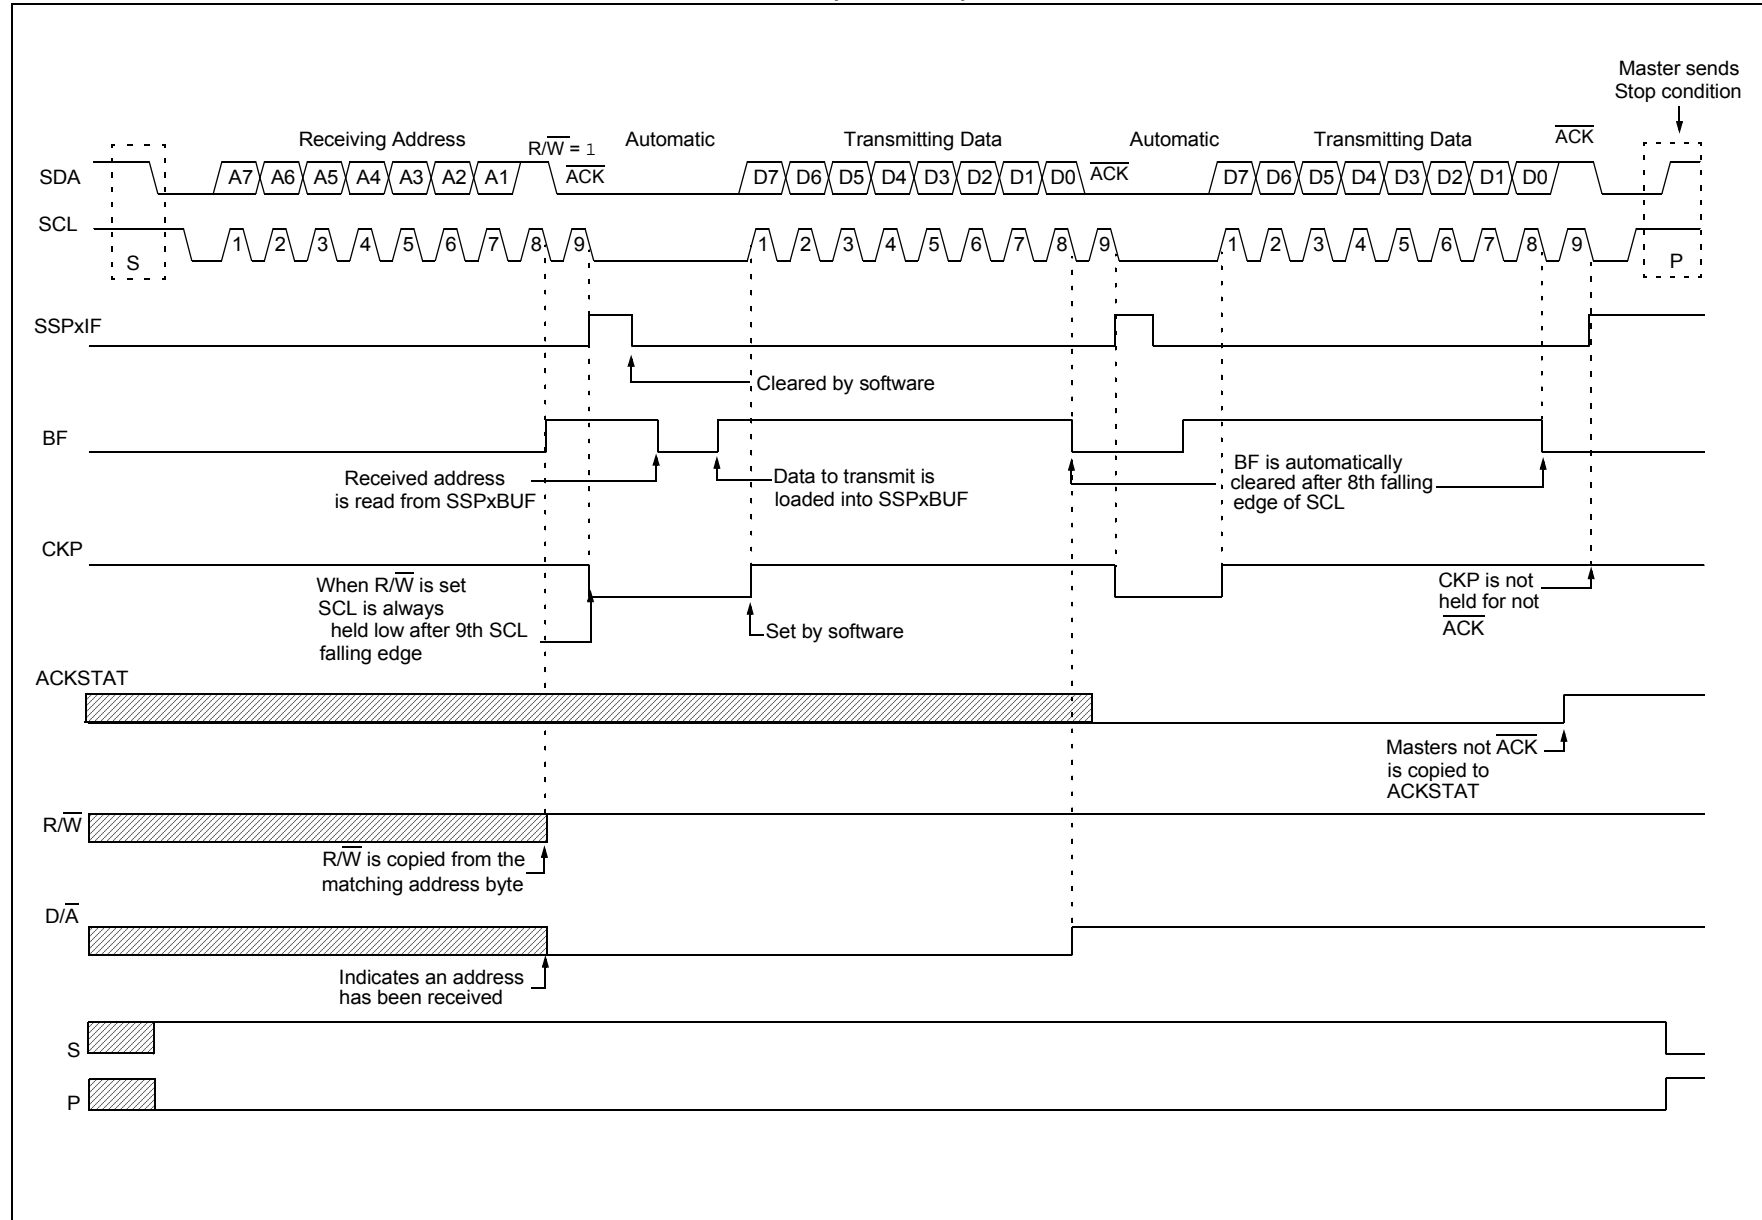 Master sends
Stop condition
Receiving Address
R/W̅ = 1
Automatic
Transmitting Data
Automatic
Transmitting Data
A̅C̅K̅
SDA
A7 A6 A5 A4 A3 A2 A1
A̅C̅K̅
D7 D6 D5 D4 D3 D2 D1 D0
A̅C̅K̅
D7 D6 D5 D4 D3 D2 D1 D0
SCL
S
1 2 3 4 5 6 7 8 9
1 2 3 4 5 6 7 8 9
1 2 3 4 5 6 7 8 9
P
SSPxIF
Cleared by software
BF
Received address
is read from SSPxBUF
Data to transmit is
loaded into SSPxBUF
BF is automatically
cleared after 8th falling
edge of SCL
CKP
When R/W̅ is set
SCL is always
held low after 9th SCL
falling edge
Set by software
CKP is not
held for not
A̅C̅K̅
ACKSTAT
Masters not A̅C̅K̅
is copied to
ACKSTAT
R/W̅
R/W̅ is copied from the
matching address byte
D/A̅
Indicates an address
has been received
S
P